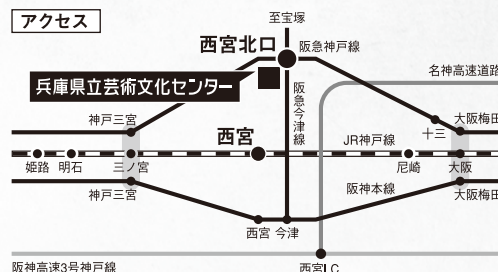 アクセス
至宝塚
西宮北口
阪急神戸線
名神高速道路
兵庫県立芸術文化センター
阪急今津線
神戸三宮
十三
大阪梅田
西宮
JR神戸線
姫路
明石
三ノ宮
尼崎
大阪
神戸三宮
阪神本線
大阪梅田
西宮
今津
阪神高速3号神戸線
西宮I.C